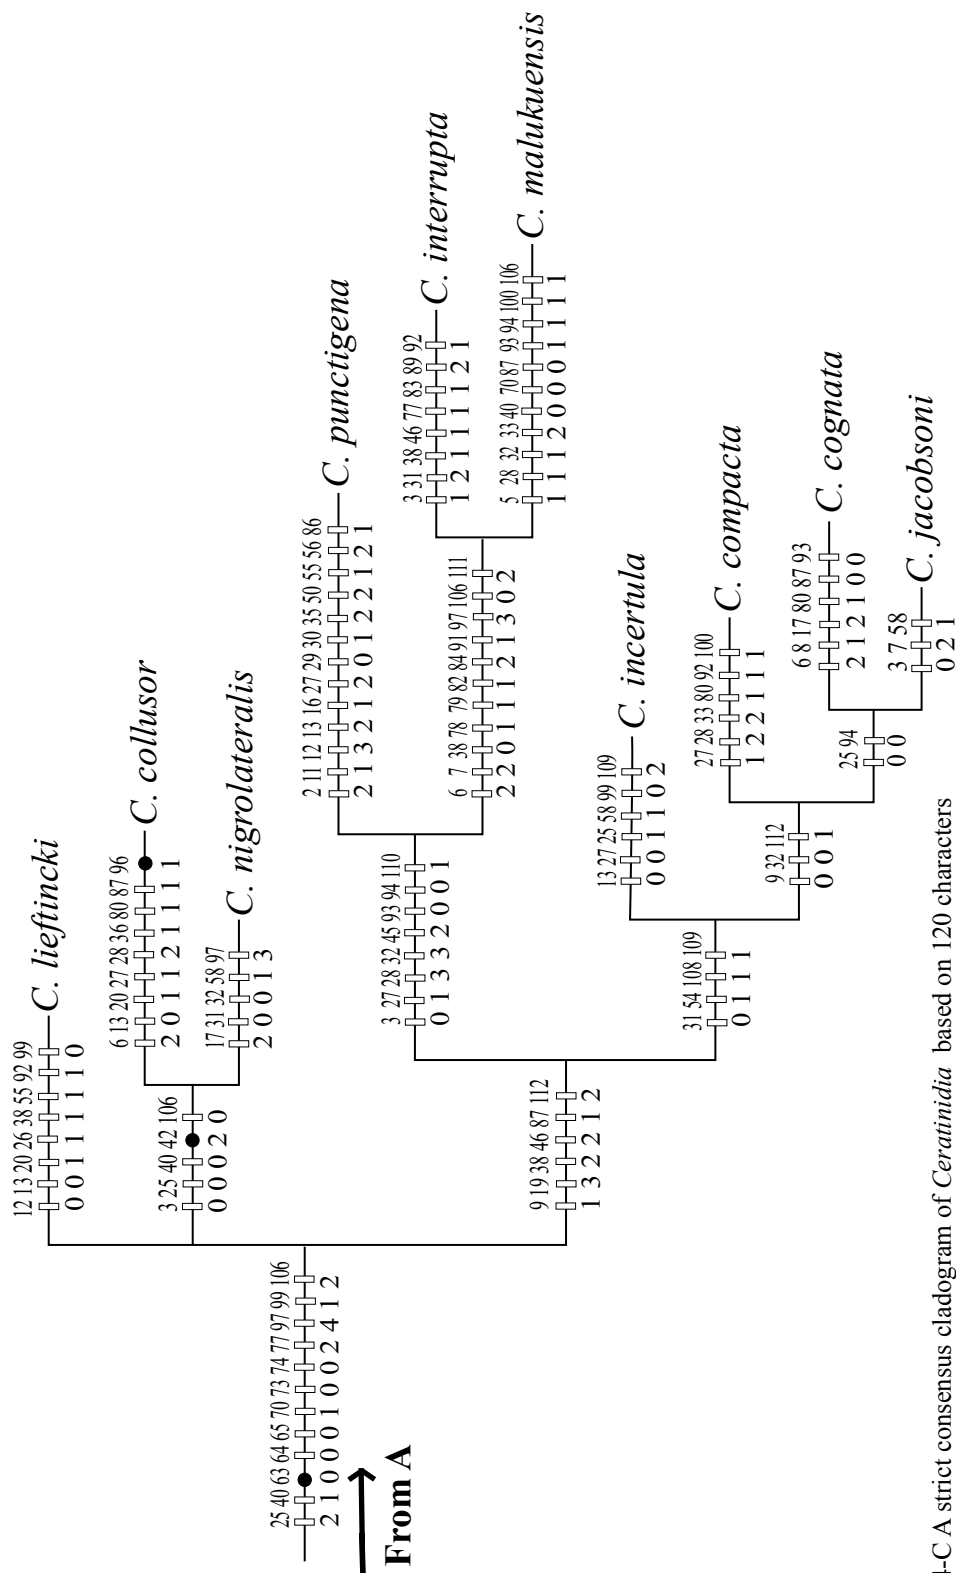 12 13 20 26 38 55 92 99
0 0 1 1 1 1 1 0
C. lieftincki
6 13 20 27 28 36 80 87 96
2 0 1 1 2 1 1 1 1
C. collusor
3 25 40 42 106
0 0 0 2 0
17 31 32 58 97
2 0 0 1 3
C. nigrolateralis
25 40 63 64 65 70 73 74 77 97 99 106
2 1 0 0 0 1 0 0 2 4 1 2
From A
2 11 12 13 16 27 29 30 35 50 55 56 86
2 1 3 2 1 2 0 1 2 2 1 2 1
C. punctigena
3 27 28 32 45 93 94 110
0 1 3 3 2 0 0 1
3 31 38 46 77 83 89 92
1 2 1 1 1 1 2 1
C. interrupta
6 7 38 78 79 82 84 91 97 106 111
2 2 0 1 1 1 2 1 3 0 2
5 28 32 33 40 70 87 93 94 100 106
1 1 1 2 0 0 0 1 1 1 1
C. malukuensis
9 19 38 46 87 112
1 3 2 2 1 2
13 27 25 58 99 109
0 0 1 1 0 2
C. incertula
31 54 108 109
0 1 1 1
27 28 33 80 92 100
1 2 2 1 1 1
C. compacta
9 32 112
0 0 1
6 8 17 80 87 93
2 1 2 1 0 0
C. cognata
25 94
0 0
3 7 58
0 2 1
C. jacobsoni
4-C A strict consensus cladogram of Ceratinidia based on 120 characters